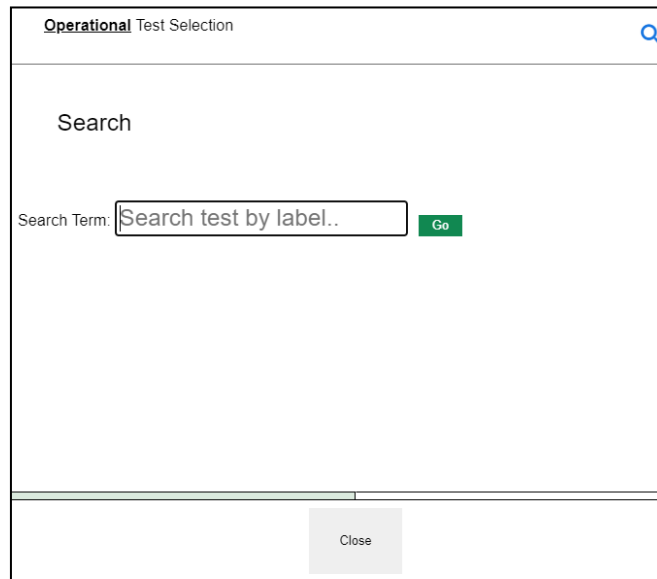 Operational Test Selection
Search
Search Term: Search test by label.. Go
Close